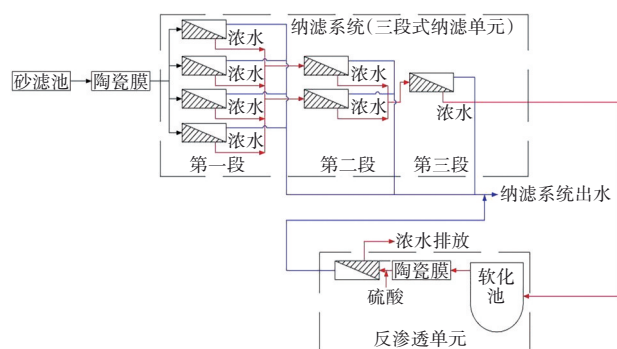 纳滤系统(三段式纳滤单元)
浓水
浓水
浓水
砂滤池
陶瓷膜
浓水
浓水
浓水
浓水
第一段
第二段
第三段
纳滤系统出水
浓水排放
陶瓷膜
软化池
硫酸
反渗透单元